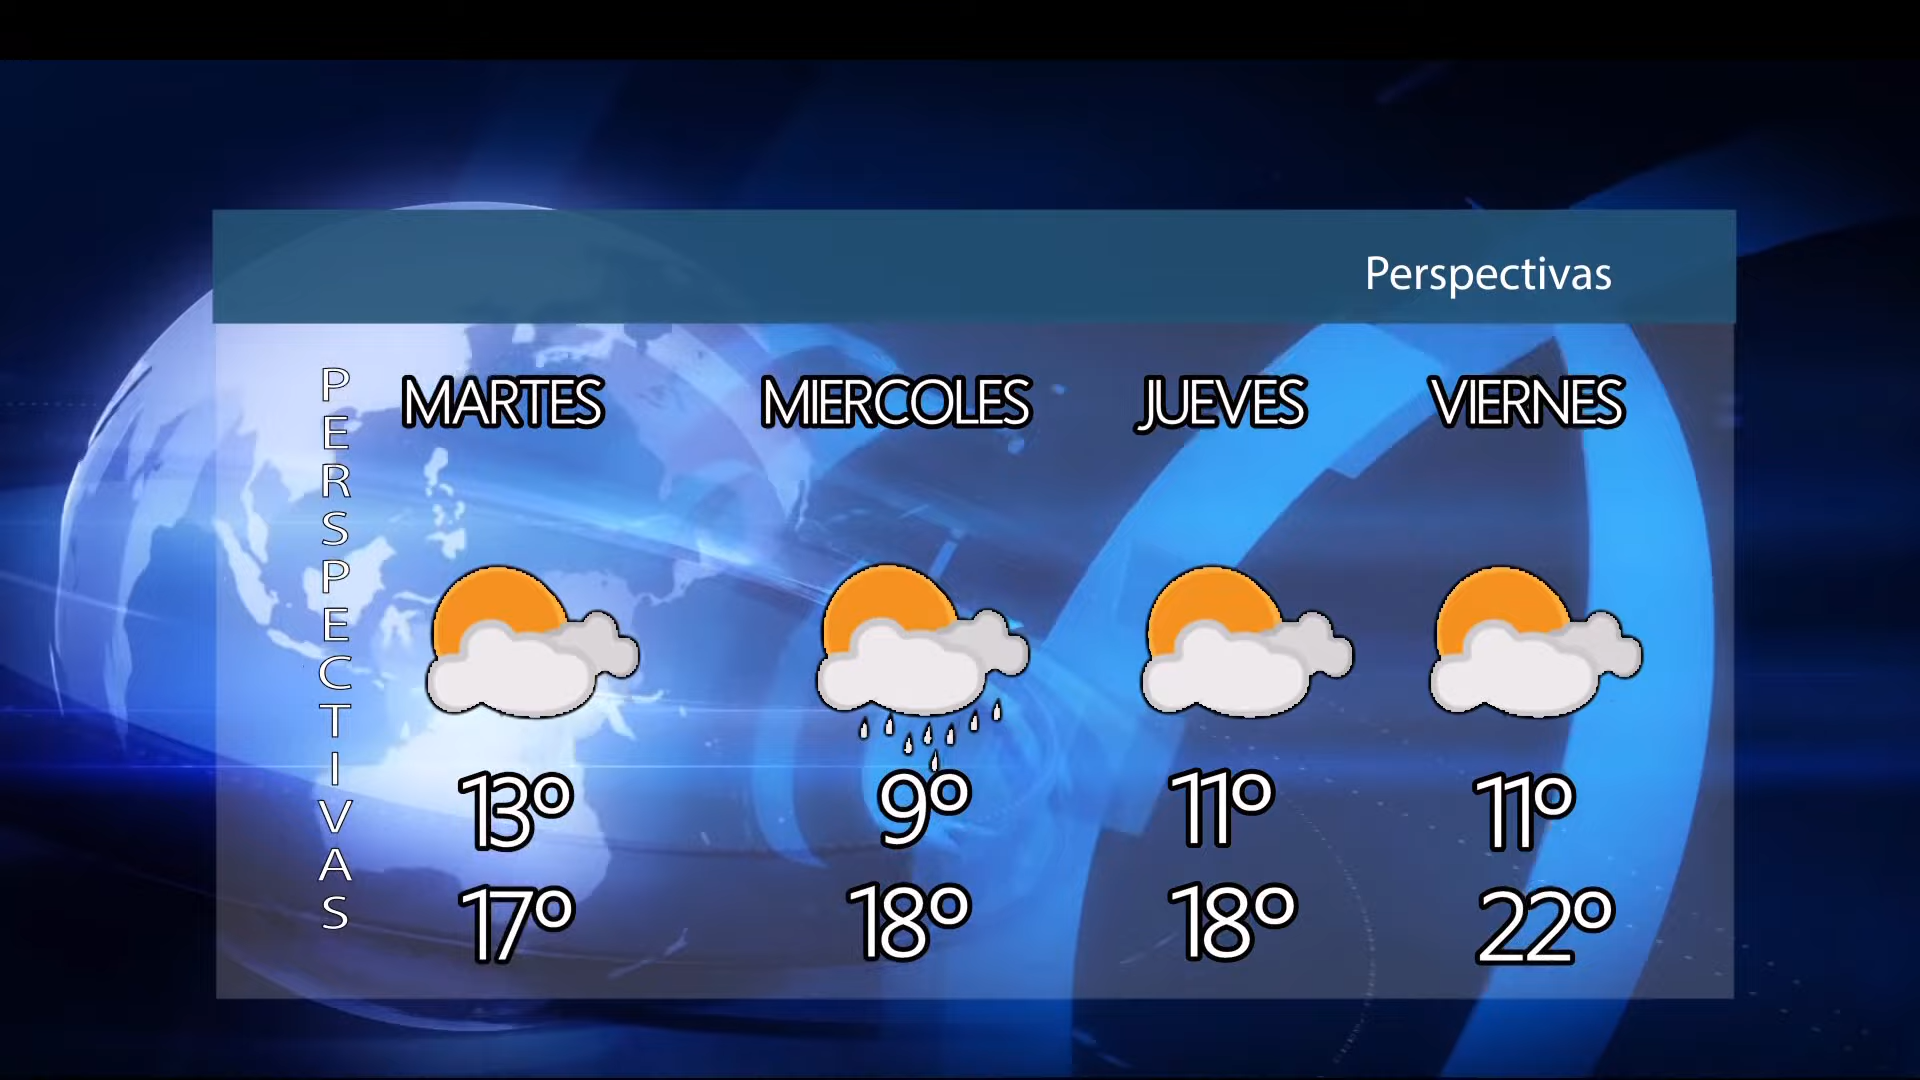 Perspectivas
PERSPECTIVAS
MARTES MIERCOLES JUEVES VIERNES
13º 9º 11º 11º
17º 18º 18º 22º